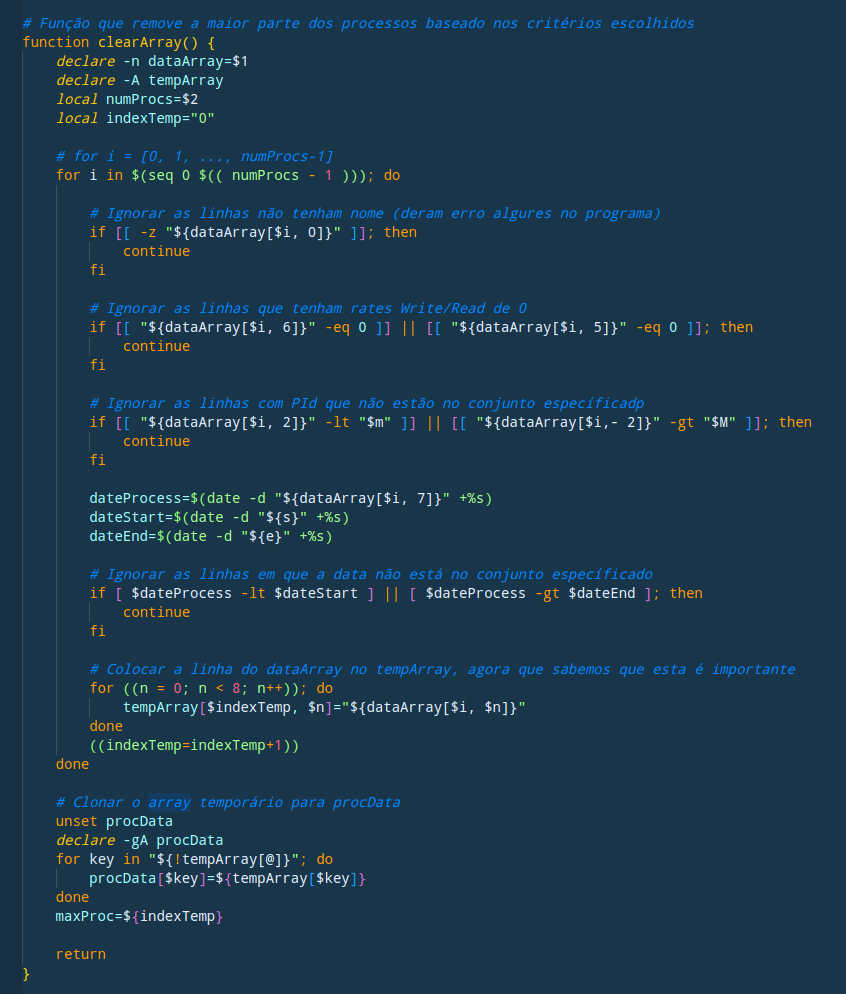 # Função que remove a maior parte dos processos baseado nos critérios escolhidos
function clearArray() {
    declare -n dataArray=$1
    declare -A tempArray
    local numProcs=$2
    local indexTemp="0"

    # for i = [0, 1, ..., numProcs-1]
    for i in $(seq 0 $(( numProcs - 1 ))); do

        # Ignorar as linhas não tenham nome (deram erro algures no programa)
        if [[ -z "${dataArray[$i, 0]}" ]]; then
            continue
        fi

        # Ignorar as linhas que tenham rates Write/Read de 0
        if [[ "${dataArray[$i, 6]}" -eq 0 ]] || [[ "${dataArray[$i, 5]}" -eq 0 ]]; then
            continue
        fi

        # Ignorar as linhas com PId que não estão no conjunto específicadp
        if [[ "${dataArray[$i, 2]}" -lt "$m" ]] || [[ "${dataArray[$i,- 2]}" -gt "$M" ]]; then
            continue
        fi

        dateProcess=$(date -d "${dataArray[$i, 7]}" +%s)
        dateStart=$(date -d "${s}" +%s)
        dateEnd=$(date -d "${e}" +%s)

        # Ignorar as linhas em que a data não está no conjunto específicado
        if [ $dateProcess -lt $dateStart ] || [ $dateProcess -gt $dateEnd ]; then
            continue
        fi

        # Colocar a linha do dataArray no tempArray, agora que sabemos que esta é importante
        for ((n = 0; n < 8; n++)); do
            tempArray[$indexTemp, $n]="${dataArray[$i, $n]}"
        done
        ((indexTemp=indexTemp+1))
    done

    # Clonar o array temporário para procData
    unset procData
    declare -gA procData
    for key in "${!tempArray[@]}"; do
        procData[$key]=${tempArray[$key]}
    done
    maxProc=${indexTemp}

    return
}